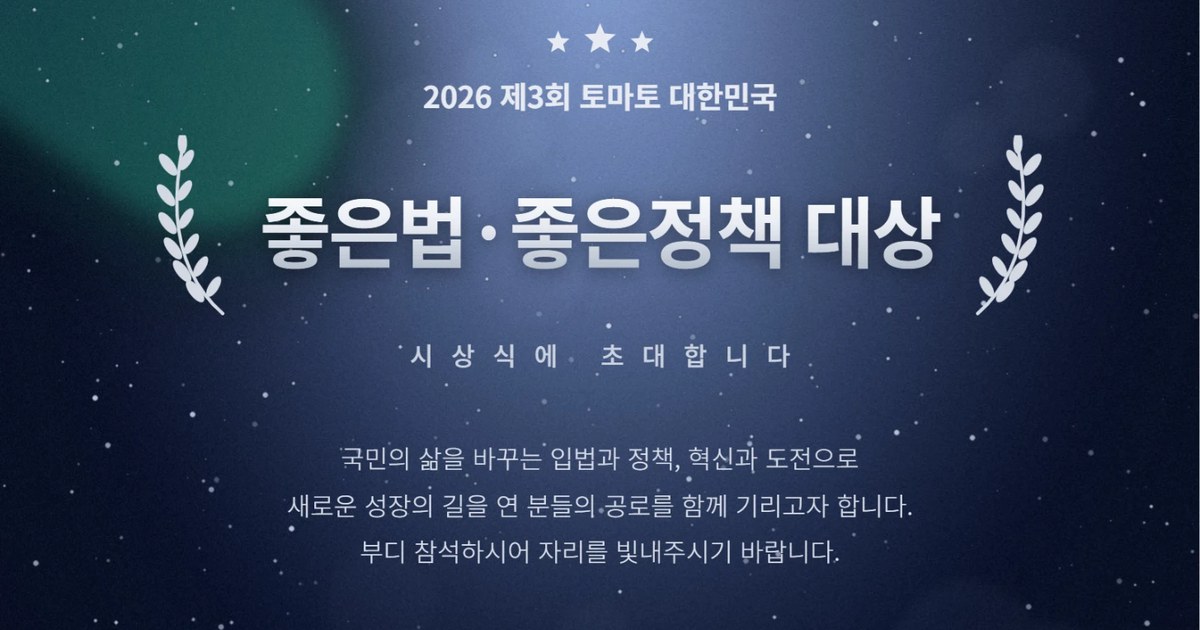 2026 제3회 토마토 대한민국
좋은법·좋은정책 대상
시상식에 초대합니다
국민의 삶을 바꾸는 입법과 정책, 혁신과 도전으로
새로운 성장의 길을 연 분들의 공로를 함께 기리고자 합니다.
부디 참석하시어 자리를 빛내주시기 바랍니다.